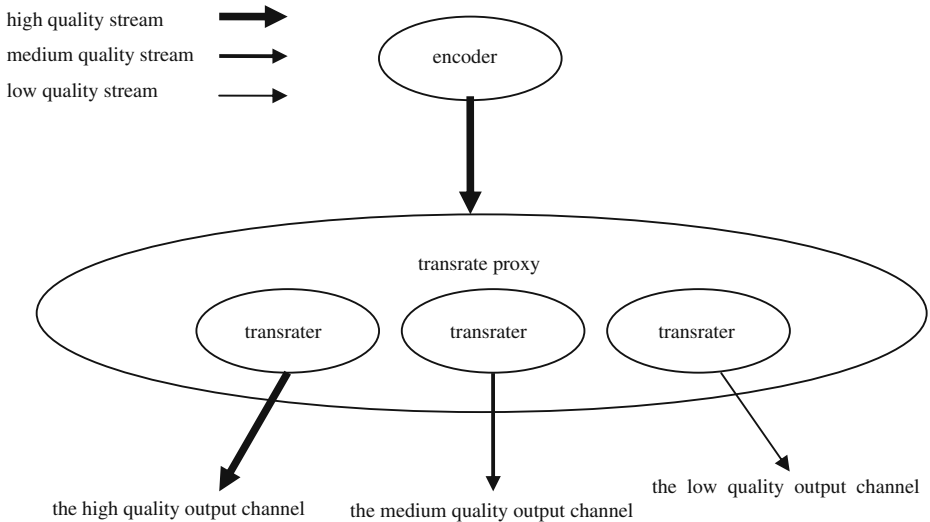 high quality stream
medium quality stream
low quality stream
encoder
transrate proxy
transrater
transrater
transrater
the high quality output channel
the medium quality output channel
the low quality output channel